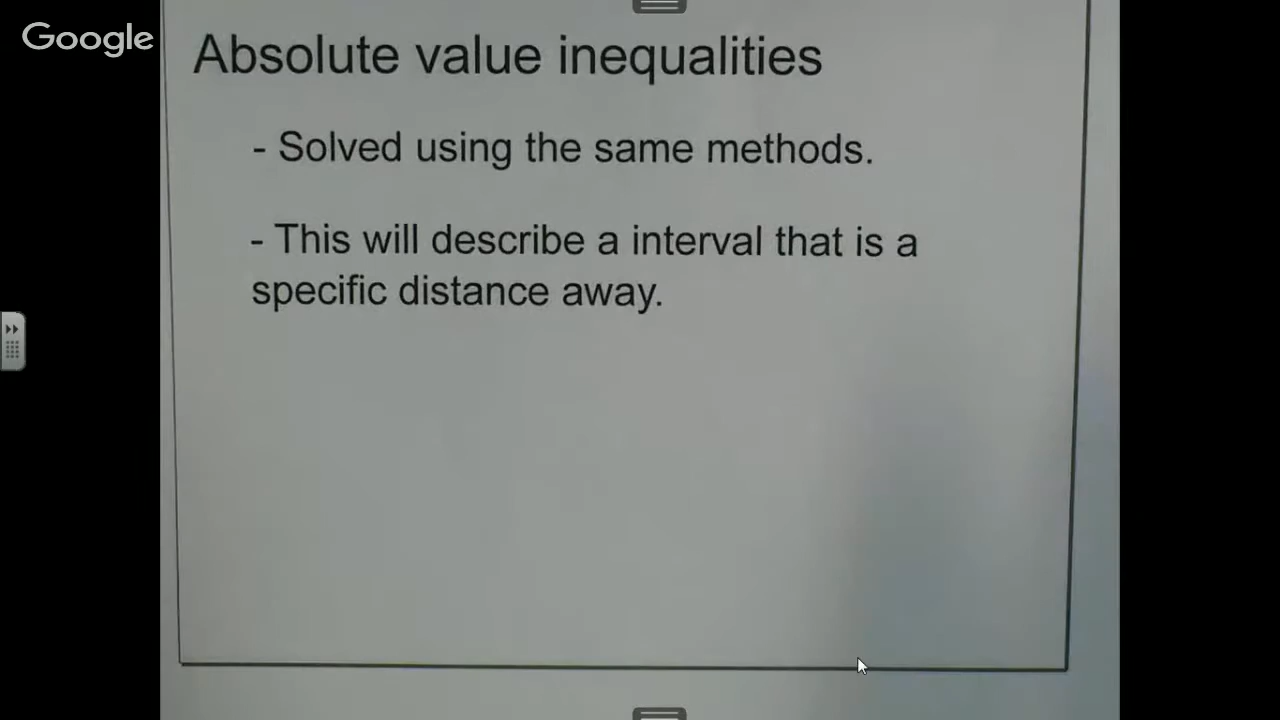 Google
Absolute value inequalities
- Solved using the same methods.
- This will describe a interval that is a
specific distance away.